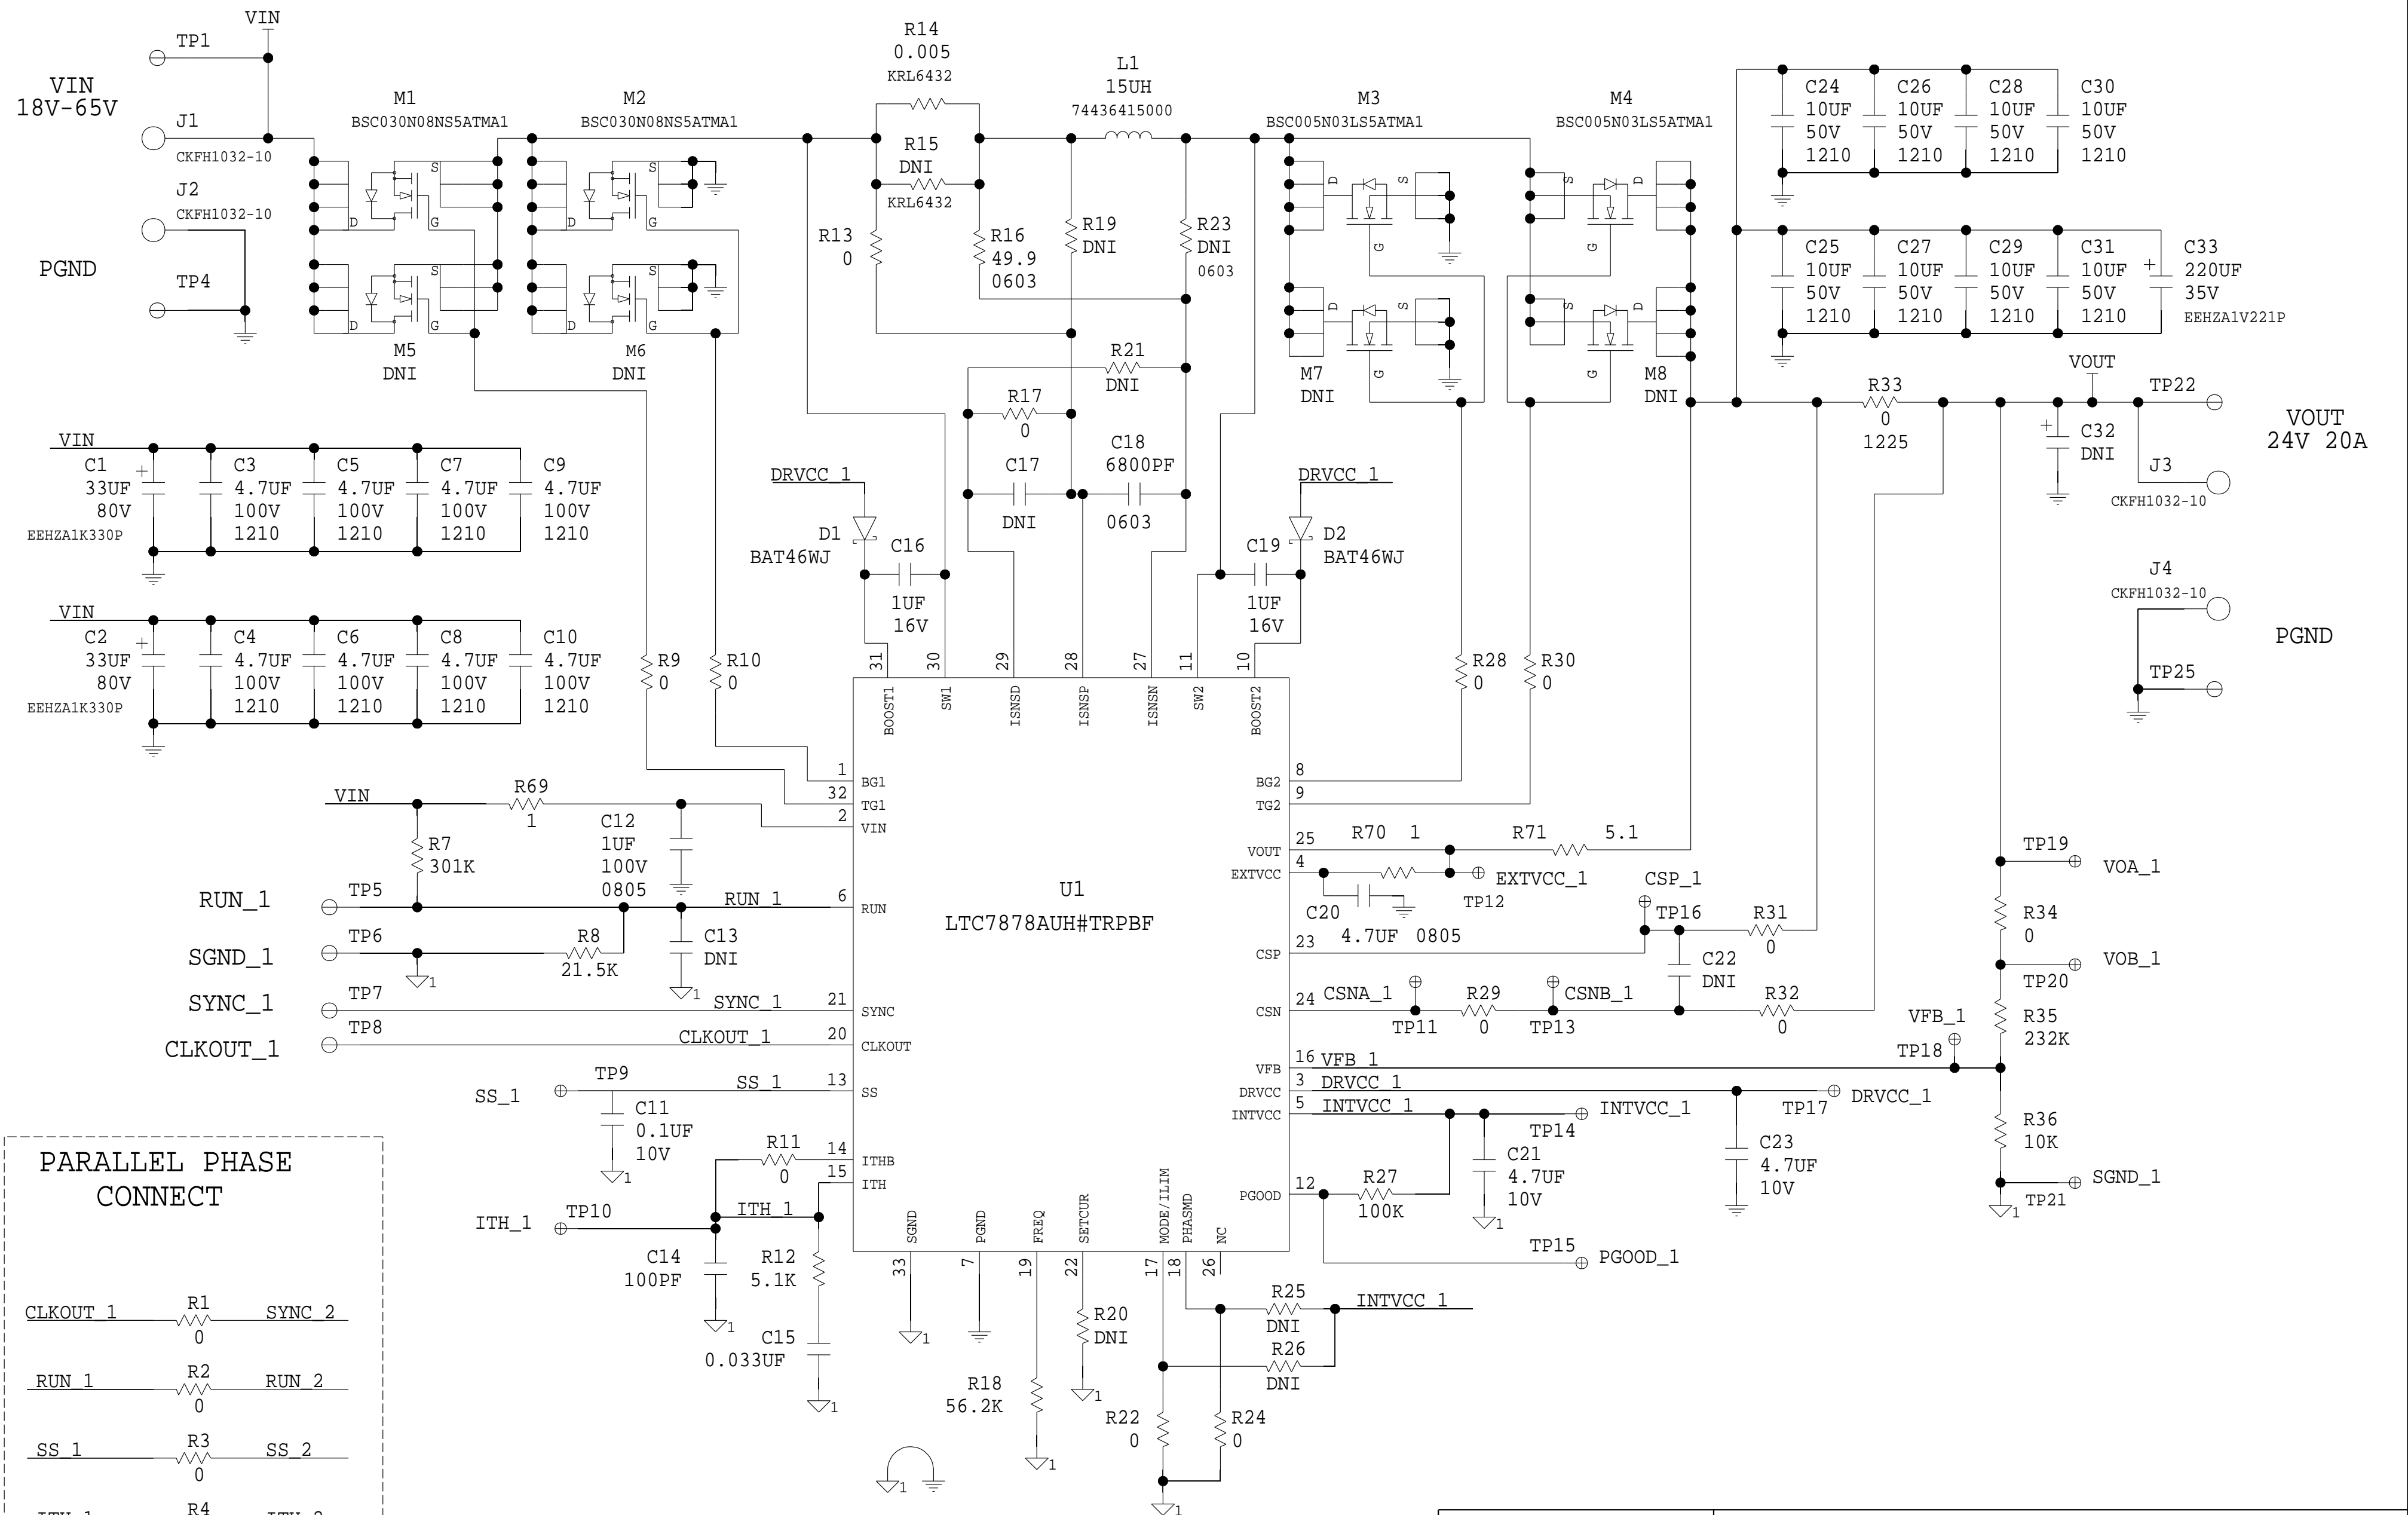 VIN
TP1
VIN
18V-65V
J1
CKFH1032-10
J2
CKFH1032-10
PGND
TP4
M1
BSC030N08NS5ATMA1
M2
BSC030N08NS5ATMA1
S
D
G
S
D
G
S
D
G
S
D
G
M5
DNI
M6
DNI
R14
0.005
KRL6432
R15
DNI
KRL6432
L1
15UH
74436415000
R13
0
R16
49.9
0603
R19
DNI
R23
DNI
0603
R21
DNI
R17
0
C17
DNI
C18
6800PF
0603
M3
BSC005N03LS5ATMA1
M4
BSC005N03LS5ATMA1
D
S
G
S
D
G
D
S
G
S
D
G
M7
DNI
M8
DNI
C24
10UF
50V
1210
C26
10UF
50V
1210
C28
10UF
50V
1210
C30
10UF
50V
1210
C25
10UF
50V
1210
C27
10UF
50V
1210
C29
10UF
50V
1210
C31
10UF
50V
1210
C33
+
220UF
35V
EEHZA1V221P
R33
0
1225
VOUT
TP22
+
C32
DNI
J3
CKFH1032-10
VOUT
24V 20A
J4
CKFH1032-10
PGND
TP25
VIN
C1
+
33UF
80V
EEHZA1K330P
C3
4.7UF
100V
1210
C5
4.7UF
100V
1210
C7
4.7UF
100V
1210
C9
4.7UF
100V
1210
VIN
C2
+
33UF
80V
EEHZA1K330P
C4
4.7UF
100V
1210
C6
4.7UF
100V
1210
C8
4.7UF
100V
1210
C10
4.7UF
100V
1210
DRVCC_1
D1
BAT46WJ
C16
1UF
16V
DRVCC_1
D2
BAT46WJ
C19
1UF
16V
R9
0
R10
0
R28
0
R30
0
31
30
29
28
27
11
10
BOOST1
SW1
ISNSD
ISNSP
ISNSN
SW2
BOOST2
U1
LTC7878AUH#TRPBF
1
BG1
32
TG1
2
VIN
6
RUN
21
SYNC
20
CLKOUT
13
SS
14
ITHB
15
ITH
8
BG2
9
TG2
25
VOUT
4
EXTVCC
23
CSP
24
CSN
16
VFB
3
DRVCC
5
INTVCC
12
PGOOD
SGND
PGND
FREQ
SETCUR
MODE/ILIM
PHASMD
NC
33
7
19
22
17
18
26
VIN
R69
1
R7
301K
C12
1UF
100V
0805
RUN_1
TP5
RUN_1
SGND_1
TP6
R8
21.5K
1
C13
DNI
1
SYNC_1
TP7
SYNC_1
CLKOUT_1
TP8
CLKOUT_1
SS_1
TP9
SS_1
C11
0.1UF
10V
1
R11
0
ITH_1
TP10
ITH_1
C14
100PF
1
R12
5.1K
C15
0.033UF
1
1
R18
56.2K
1
R20
DNI
1
R22
0
R24
0
1
R25
DNI
R26
DNI
INTVCC_1
1
R70
1
R71
5.1
EXTVCC_1
TP12
C20
4.7UF 0805
CSP_1
TP16
R31
0
C22
DNI
CSNA_1
TP11
R29
0
CSNB_1
TP13
R32
0
VFB_1
VFB_1
TP18
DRVCC_1
TP17
DRVCC_1
INTVCC_1
INTVCC_1
TP14
C21
4.7UF
10V
1
C23
4.7UF
10V
R27
100K
TP15
PGOOD_1
TP19
VOA_1
R34
0
VOB_1
TP20
R35
232K
R36
10K
SGND_1
TP21
1
PARALLEL PHASE
CONNECT
CLKOUT_1
R1
0
SYNC_2
RUN_1
R2
0
RUN_2
SS_1
R3
0
SS_2
R4